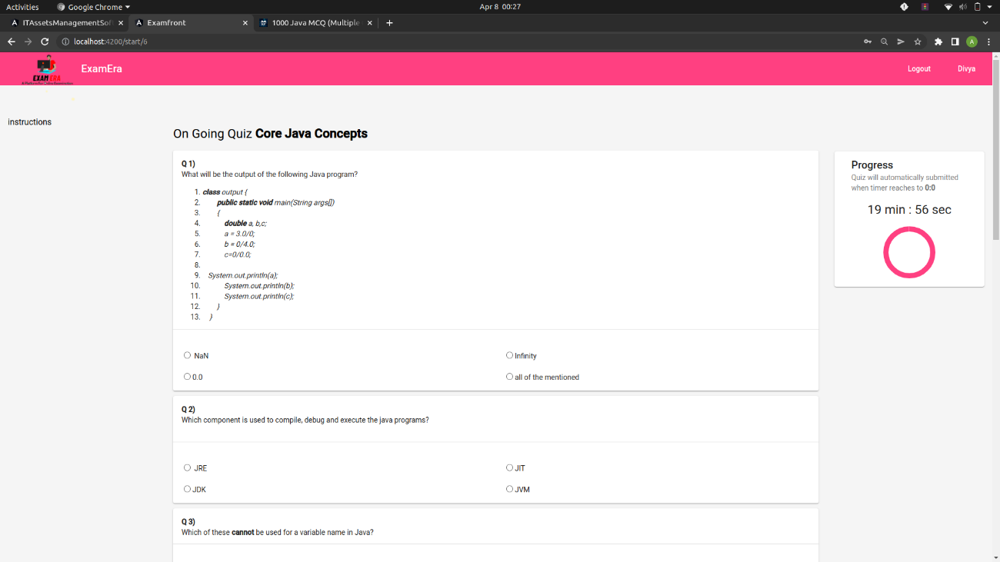 Activities Google Chrome Apr 8 00:27
ITAssetsManagementSof Examfront 1000 Java MCQ (Multiple
localhost:4200/start/6 A
EXAM ERA
ExamEra Logout Divya
instructions
On Going Quiz Core Java Concepts
Q 1)
What will be the output of the following Java program?
1. class output {
2. public static void main(String args[])
3. {
4. double a, b,c;
5. a = 3.0/0;
6. b = 0/4.0;
7. c=0/0.0;
8.
9. System.out.println(a);
10. System.out.println(b);
11. System.out.println(c);
12. }
13. }
NaN Infinity
0.0 all of the mentioned
Q 2)
Which component is used to compile, debug and execute the java programs?
JRE JIT
JDK JVM
Q 3)
Which of these cannot be used for a variable name in Java?
Progress
Quiz will automatically submitted
when timer reaches to 0:0
19 min : 56 sec